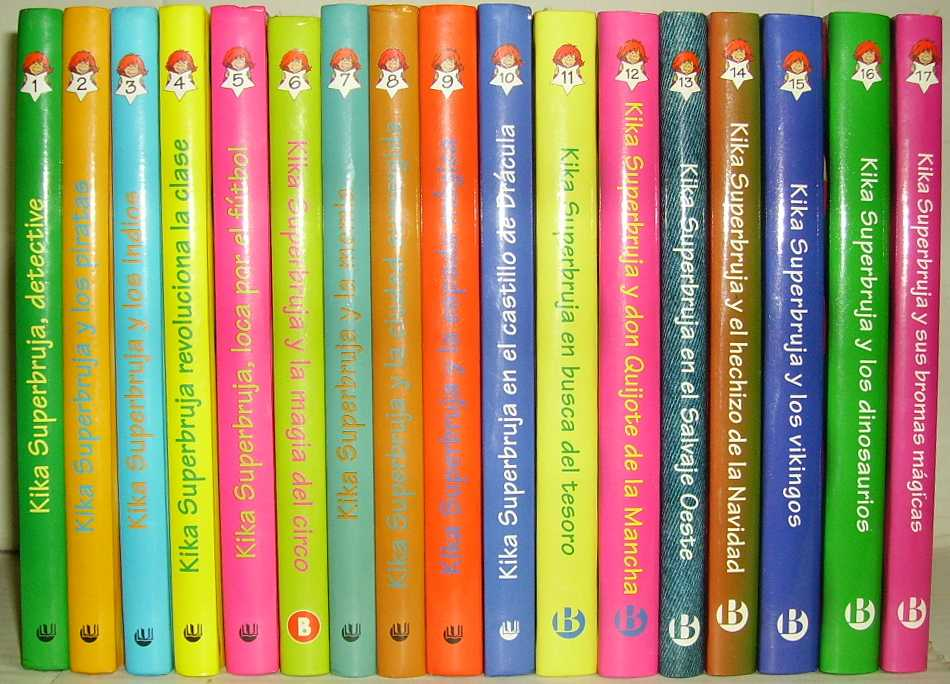 1
Kika Superbruja, detective
2
Kika Superbruja y los piratas
3
Kika Superbruja y los Indios
4
Kika Superbruja revoluciona la clase
5
Kika Superbruja, loca por el fútbol
6
Kika Superbruja y la magia del circo
B
7
Kika Superbruja y la momia
8
Kika Superbruja y la ciudad sumergida
9
Kika Superbruja y la espada mágica
10
Kika Superbruja en el castillo de Drácula
11
Kika Superbruja en busca del tesoro
B
12
Kika Superbruja y don Quijote de la Mancha
B
13
Kika Superbruja en el Salvaje Oeste
B
14
Kika Superbruja y el hechizo de la Navidad
B
15
Kika Superbruja y los vikingos
B
16
Kika Superbruja y los dinosaurios
B
17
Kika Superbruja y sus bromas mágicas
B